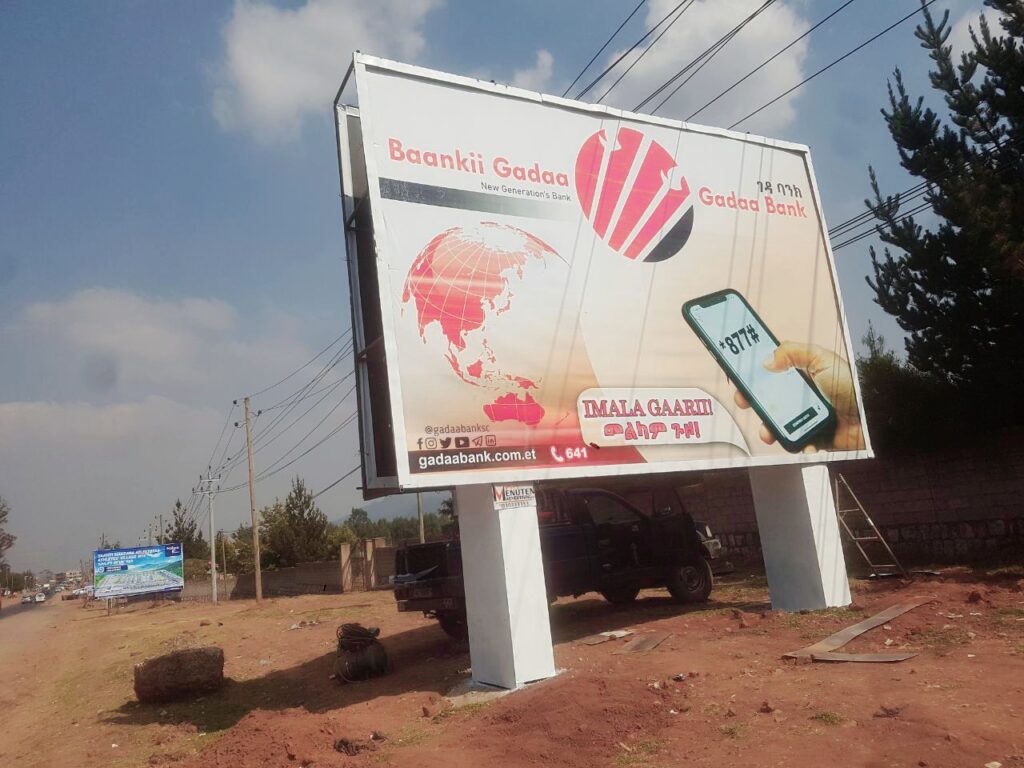 Baankii Gadaa
New Generation's Bank
ገዳ ባንክ
Gadaa Bank
*877#
IMALA GAARII!
መልካም ጉዞ!
@gadaabanksc
gadaabank.com.et
641
MENUTEN